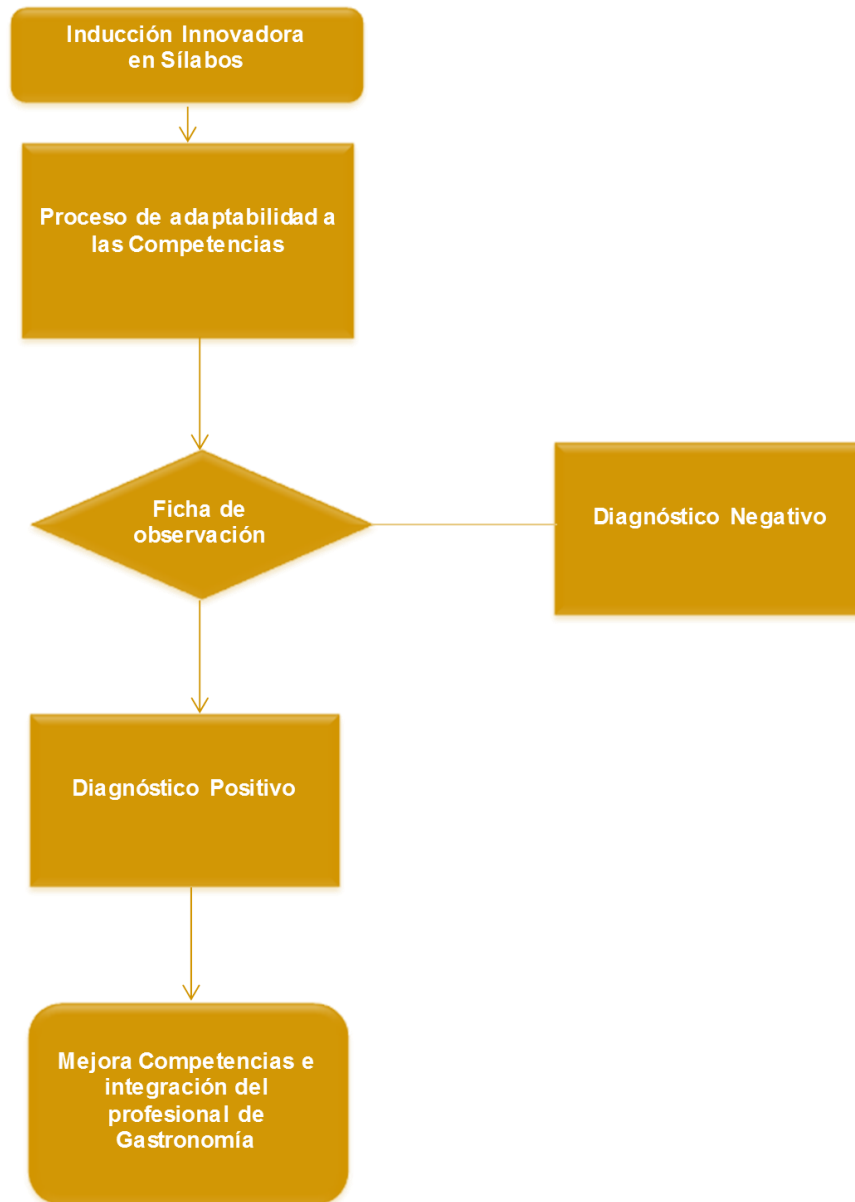 Inducción Innovadora
en Sílabos
Proceso de adaptabilidad a
las Competencias
Ficha de
observación
Diagnóstico Negativo
Diagnóstico Positivo
Mejora Competencias e
integración del
profesional de
Gastronomía